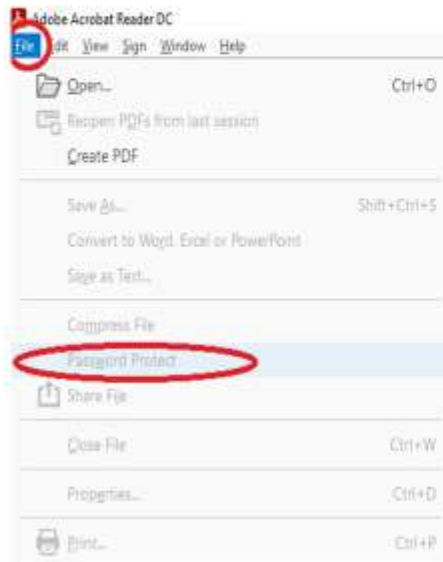 Adobe Acrobat Reader DC
File Edit View Sign Window Help
Open... Ctrl+O
Reopen PDFs from last session
Create PDF
Save As... Shift+Ctrl+S
Convert to Word, Excel or PowerPoint
Save as Text...
Compress File
Password Protect
Share File
Close File Ctrl+W
Properties... Ctrl+D
Print... Ctrl+P